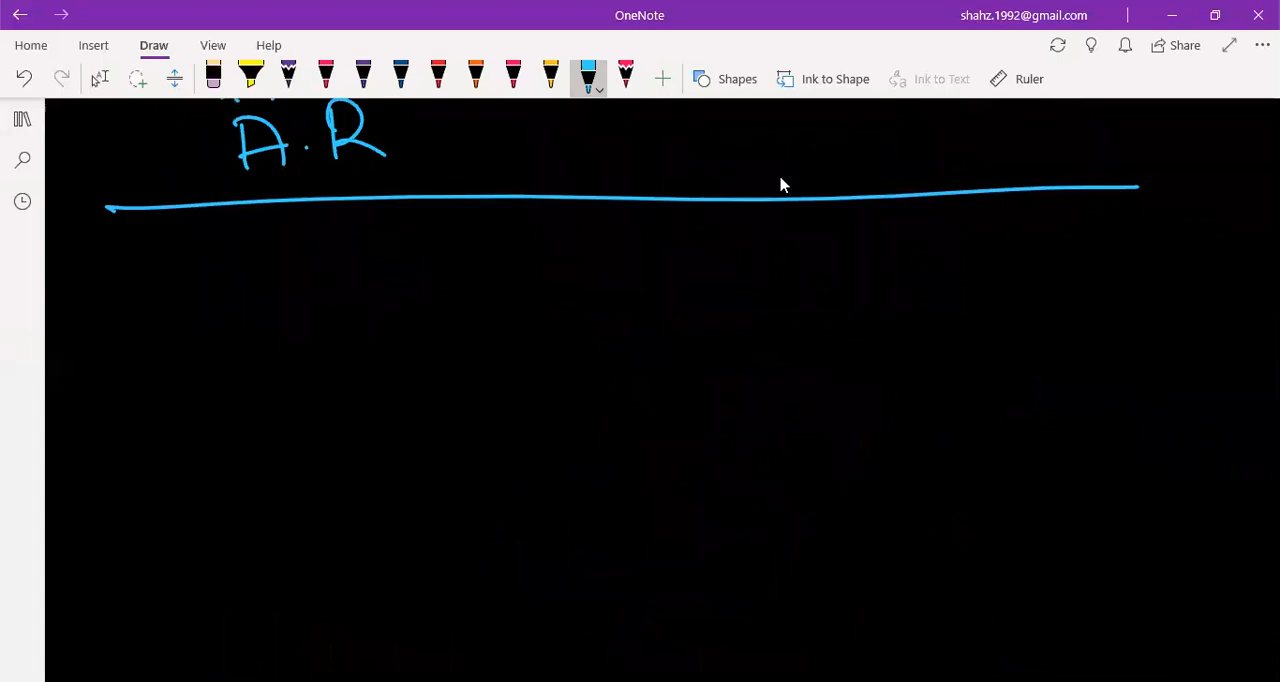 OneNote
shahz.1992@gmail.com
Home Insert Draw View Help
Share
Shapes Ink to Shape Ink to Text Ruler
A.R